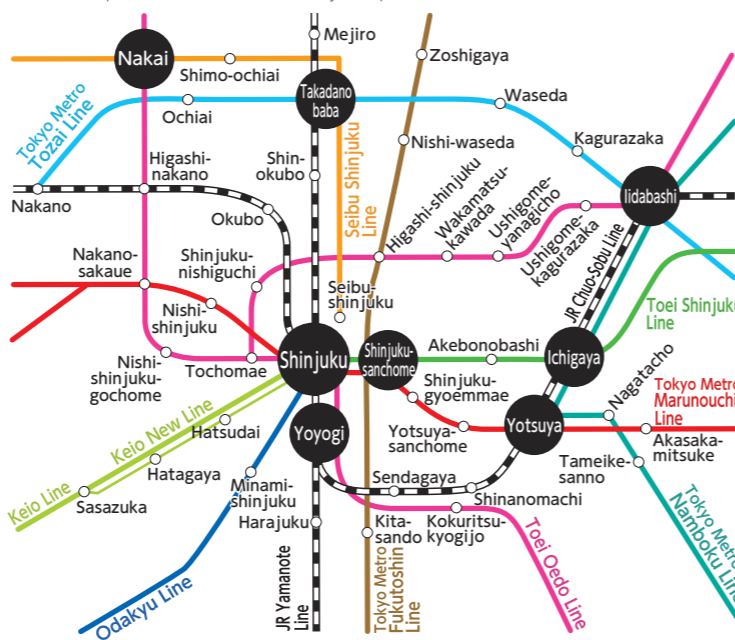 Mejiro
Nakai
Zoshigaya
Shimo-ochiai
Takadano
baba
Waseda
Ochiai
Tokyo Metro
Tozai Line
Kagurazaka
Nishi-waseda
Higashi-
nakano
Shin-
okubo
Seibu Shinjuku
Line
Higashi-shinjuku
Wakamatsu-
kawada
Ushigome-
yanagicho
Iidabashi
Nakano
Okubo
Ushigome-
kagurazaka
JR Chuo-Sobu Line
Nakano-
sakaue
Shinjuku-
nishiguchi
Nishi-
shinjuku
Seibu-
shinjuku
Toei Shinjuku
Line
Akebonobashi
Shinjuku
Shinjuku-
sanchome
Ichigaya
Nishi-
shinjuku-
gochome
Tochomae
Shinjuku-
gyoemmae
Nagatacho
Tokyo Metro
Marunouchi
Line
Keio New Line
Hatsudai
Yoyogi
Yotsuya-
sanchome
Yotsuya
Akasaka-
mitsuke
Hatagaya
Tameike-
sanno
Keio Line
Sasazuka
Minami-
shinjuku
Sendagaya
Shinanomachi
Harajuku
Kita-
sando
Kokuritsu-
kyogijo
Tokyo Metro
Namboku Line
Odakyu Line
JR Yamanote
Line
Tokyo Metro
Fukutoshin
Line
Toei Oedo Line